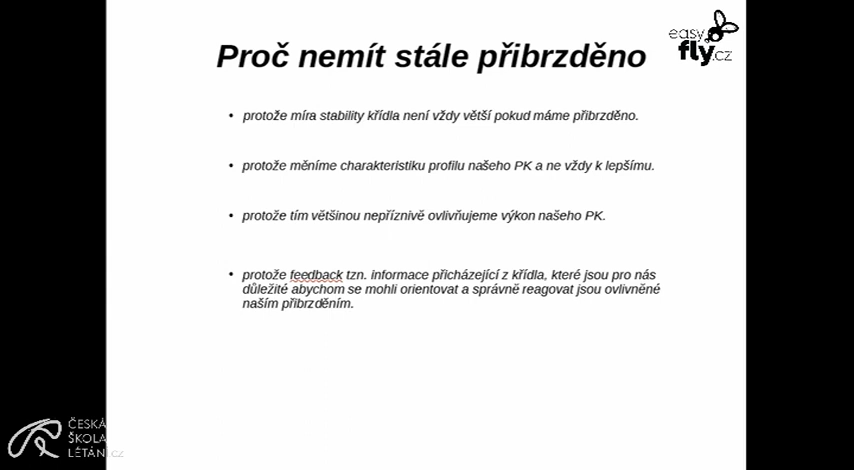 easy
fly.cz
Proč nemít stále přibrzděno
• protože míra stability křídla není vždy větší pokud máme přibrzděno.
• protože měníme charakteristiku profilu našeho PK a ne vždy k lepšímu.
• protože tím většinou nepříznivě ovlivňujeme výkon našeho PK.
• protože feedback tzn. informace přicházející z křídla, které jsou pro nás
důležité abychom se mohli orientovat a správně reagovat jsou ovlivněné
naším přibrzděním.
ČESKÁ
ŠKOLA
LÉTÁNÍ.cz